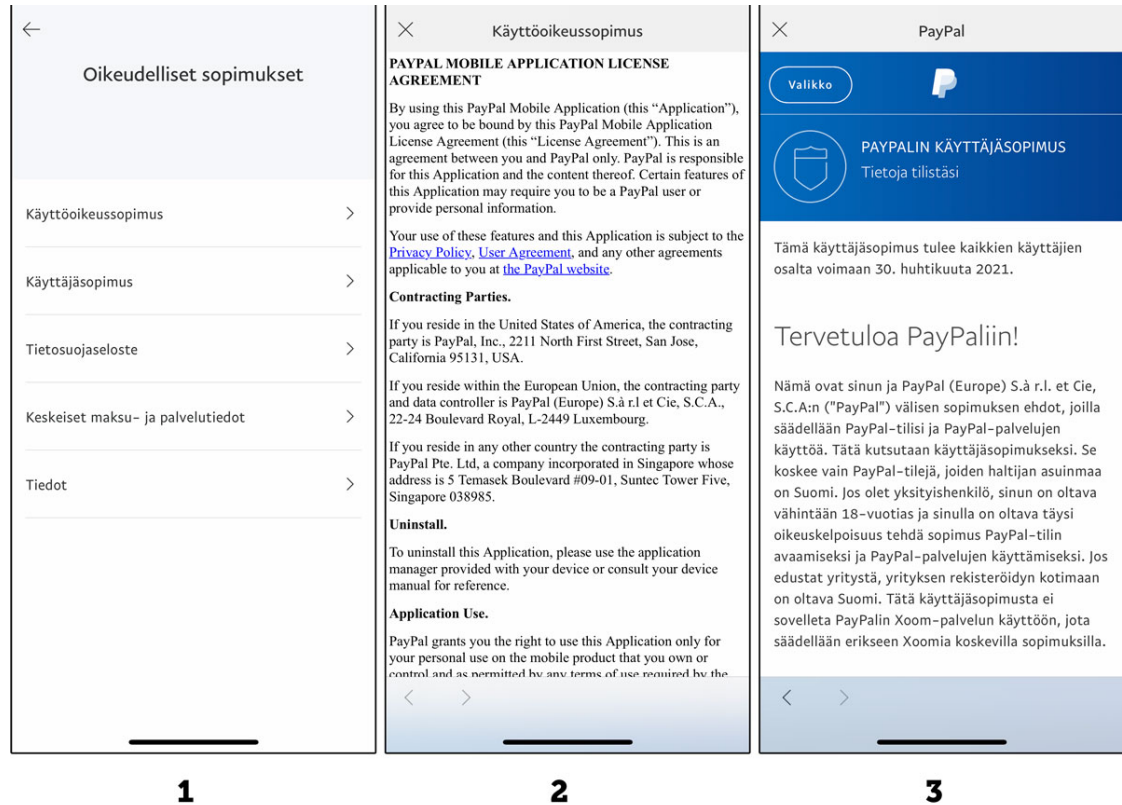 Oikeudelliset sopimukset
Käyttöoikeussopimus
Käyttäjäsopimus
Tietosuojaseloste
Keskeiset maksu- ja palvelutiedot
Tiedot
1
Käyttöoikeussopimus
PAYPAL MOBILE APPLICATION LICENSE
AGREEMENT
By using this PayPal Mobile Application (this “Application”),
you agree to be bound by this PayPal Mobile Application
License Agreement (this “License Agreement”). This is an
agreement between you and PayPal only. PayPal is responsible
for this Application and the content thereof. Certain features of
this Application may require you to be a PayPal user or
provide personal information.
Your use of these features and this Application is subject to the
Privacy Policy, User Agreement, and any other agreements
applicable to you at the PayPal website.
Contracting Parties.
If you reside in the United States of America, the contracting
party is PayPal, Inc., 2211 North First Street, San Jose,
California 95131, USA.
If you reside within the European Union, the contracting party
and data controller is PayPal (Europe) S.à r.l et Cie, S.C.A.,
22-24 Boulevard Royal, L-2449 Luxembourg.
If you reside in any other country the contracting party is
PayPal Pte. Ltd, a company incorporated in Singapore whose
address is 5 Temasek Boulevard #09-01, Suntec Tower Five,
Singapore 038985.
Uninstall.
To uninstall this Application, please use the application
manager provided with your device or consult your device
manual for reference.
Application Use.
PayPal grants you the right to use this Application only for
your personal use on the mobile product that you own or
control and as permitted by any terms of use required by the
2
PayPal
Valikko
PAYPALIN KÄYTTÄJÄSOPIMUS
Tietoja tilistäsi
Tämä käyttäjäsopimus tulee kaikkien käyttäjien
osalta voimaan 30. huhtikuuta 2021.
Tervetuloa PayPaliin!
Nämä ovat sinun ja PayPal (Europe) S.à r.l. et Cie,
S.C.A:n ("PayPal") välisen sopimuksen ehdot, joilla
säädellään PayPal-tilisi ja PayPal-palvelujen
käyttöä. Tätä kutsutaan käyttäjäsopimukseksi. Se
koskee vain PayPal-tilejä, joiden haltijan asuinmaa
on Suomi. Jos olet yksityishenkilö, sinun on oltava
vähintään 18-vuotias ja sinulla on oltava täysi
oikeuskelpoisuus tehdä sopimus PayPal-tilin
avaamiseksi ja PayPal-palvelujen käyttämiseksi. Jos
edustat yritystä, yrityksen rekisteröidyn kotimaan
on oltava Suomi. Tätä käyttäjäsopimusta ei
sovelleta PayPalin Xoom-palvelun käyttöön, jota
säädellään erikseen Xoomia koskevilla sopimuksilla.
3